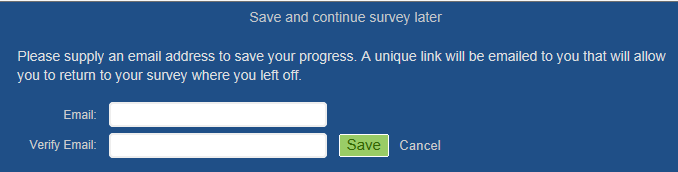 Save and continue survey later
Please supply an email address to save your progress. A unique link will be emailed to you that will allow
you to return to your survey where you left off.
Email:
Verify Email:
Save Cancel